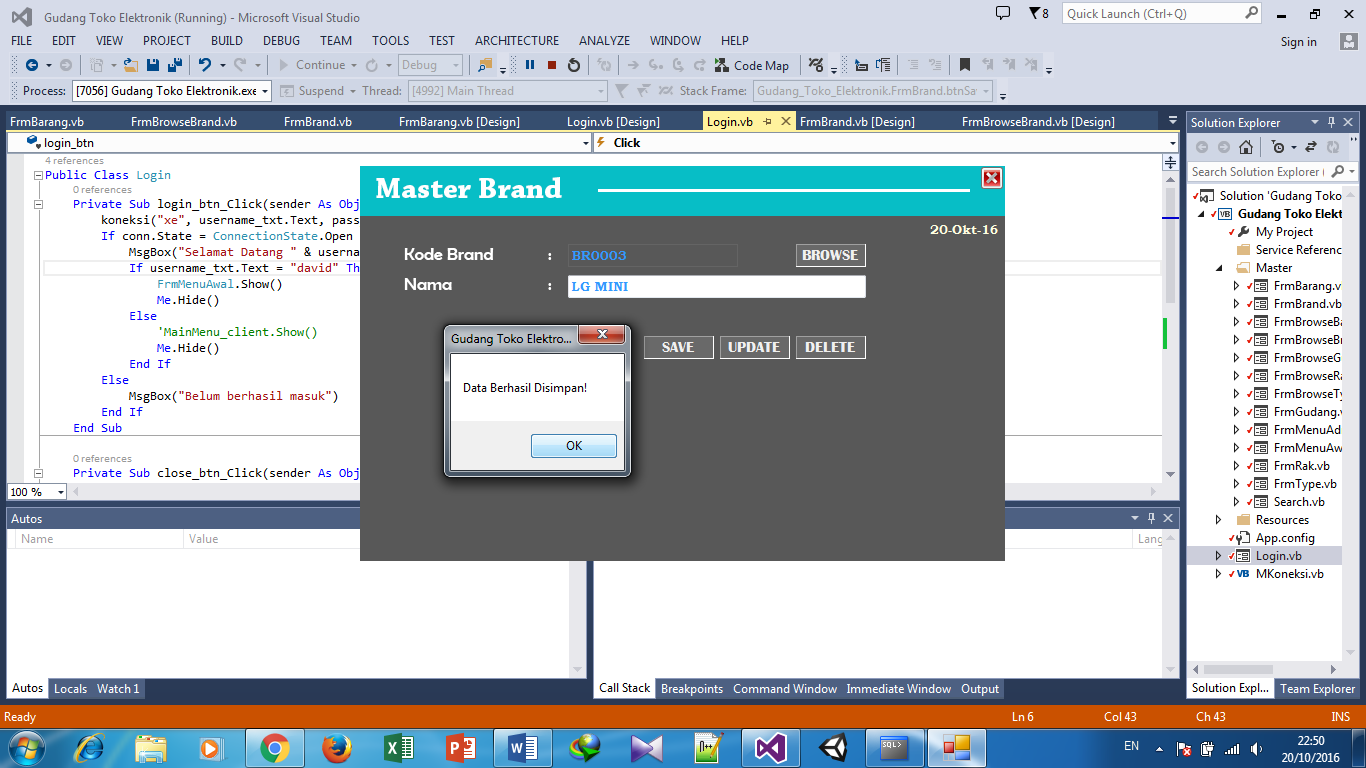 Gudang Toko Elektronik (Running) - Microsoft Visual Studio
8
Quick Launch (Ctrl+Q)
FILE EDIT VIEW PROJECT BUILD DEBUG TEAM TOOLS TEST ARCHITECTURE ANALYZE WINDOW HELP
Sign in
Continue Debug Code Map
Process: [7056] Gudang Toko Elektronik.exe Suspend Thread: [4992] Main Thread Stack Frame: Gudang_Toko_Elektronik.FrmBrand.btnSa
FrmBarang.vb FrmBrowseBrand.vb FrmBrand.vb FrmBarang.vb [Design] Login.vb [Design] Login.vb FrmBrand.vb [Design] FrmBrowseBrand.vb [Design]
login_btn Click
4 references
Public Class Login
0 references
Private Sub login_btn_Click(sender As Obj
koneksi("xe", username_txt.Text, pass
If conn.State = ConnectionState.Open
MsgBox("Selamat Datang " & userna
If username_txt.Text = "david" Th
FrmMenuAwal.Show()
Me.Hide()
Else
'MainMenu_client.Show()
Me.Hide()
End If
Else
MsgBox("Belum berhasil masuk")
End If
End Sub
0 references
Private Sub close_btn_Click(sender As Obj
100 %
Master Brand
20-Okt-16
Kode Brand : BR0003 BROWSE
Nama : LG MINI
SAVE UPDATE DELETE
Gudang Toko Elektro...
Data Berhasil Disimpan!
OK
Solution Explorer
Search Solution Explorer (
Solution 'Gudang Toko
Gudang Toko Elekt
My Project
Service Referenc
Master
FrmBarang.v
FrmBrand.vb
FrmBrowseBa
FrmBrowseBr
FrmBrowseG
FrmBrowseRa
FrmBrowseTy
FrmGudang.v
FrmMenuAd
FrmMenuAw
FrmRak.vb
FrmType.vb
Search.vb
Resources
App.config
Login.vb
MKoneksi.vb
Autos
Name Value
Lang
Autos Locals Watch 1
Call Stack Breakpoints Command Window Immediate Window Output
Solution Expl... Team Explorer
Ready Ln 6 Col 43 Ch 43 INS
EN
22:50
20/10/2016